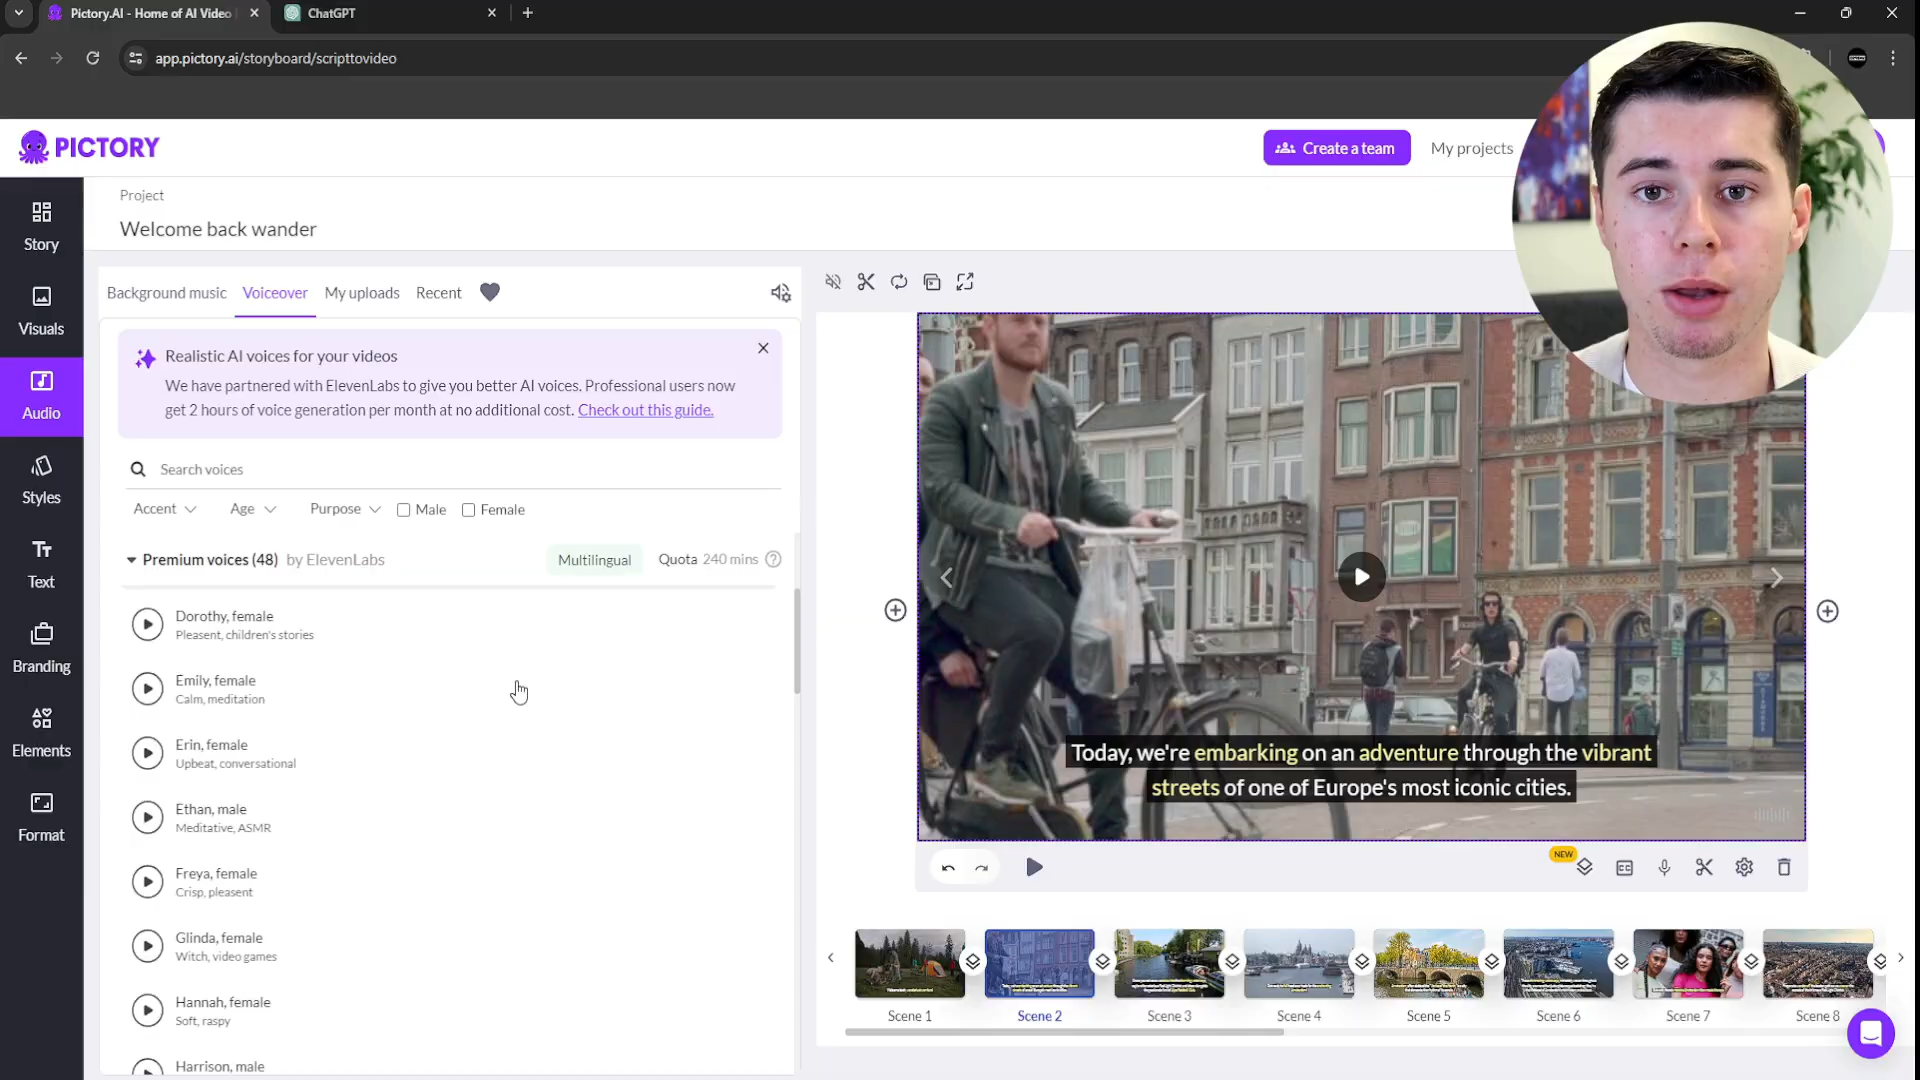 Pictory.AI - Home of AI Video
ChatGPT
app.pictory.ai/storyboard/scripttovideo
PICTORY
Create a team
My projects
Project
Welcome back wander
Story
Visuals
Audio
Styles
Text
Branding
Elements
Format
Background music
Voiceover
My uploads
Recent
Realistic AI voices for your videos
We have partnered with ElevenLabs to give you better AI voices. Professional users now
get 2 hours of voice generation per month at no additional cost. Check out this guide.
Search voices
Accent
Age
Purpose
Male
Female
Premium voices (48) by ElevenLabs
Multilingual
Quota 240 mins
Dorothy, female
Pleasent, children's stories
Emily, female
Calm, meditation
Erin, female
Upbeat, conversational
Ethan, male
Meditative, ASMR
Freya, female
Crisp, pleasent
Glinda, female
Witch, video games
Hannah, female
Soft, raspy
Harrison, male
Today, we're embarking on an adventure through the vibrant
streets of one of Europe's most iconic cities.
NEW
Scene 1
Scene 2
Scene 3
Scene 4
Scene 5
Scene 6
Scene 7
Scene 8